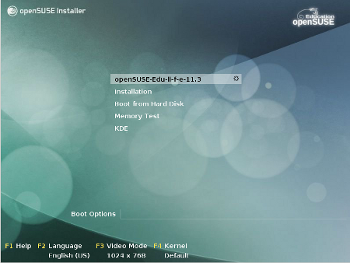 openSUSE installer
Education
openSUSE
openSUSE-Edu-li-f-e-11.3
Installation
Boot from Hard Disk
Memory Test
KDE
Boot Options
F1 Help F2 Language F3 Video Mode F4 Kernel
English (US) 1024 x 768 Default